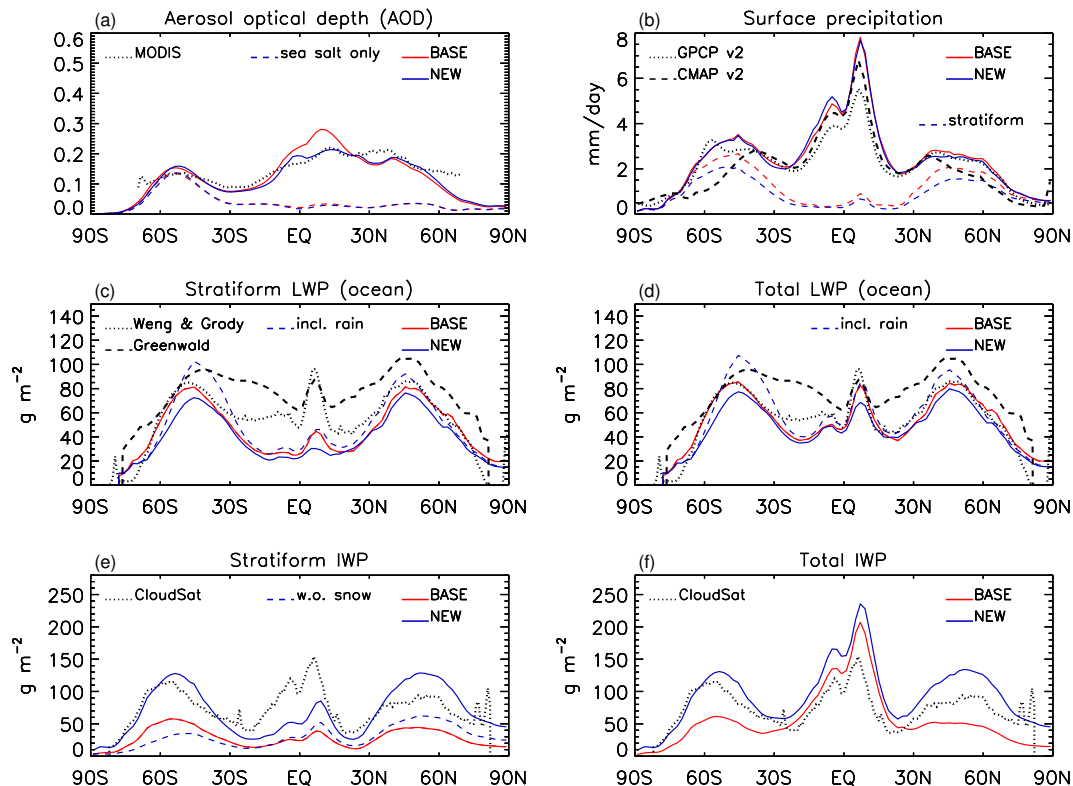 (a) Aerosol optical depth (AOD)
0.6
0.5
0.4
0.3
0.2
0.1
0.0
MODIS
sea salt only
BASE
NEW
90S 60S 30S EQ 30N 60N 90N
(b) Surface precipitation
mm/day
8
6
4
2
0
GPCP v2
CMAP v2
BASE
NEW
stratiform
90S 60S 30S EQ 30N 60N 90N
(c) Stratiform LWP (ocean)
g m⁻²
140
120
100
80
60
40
20
0
Weng & Grody
Greenwald
incl. rain
BASE
NEW
90S 60S 30S EQ 30N 60N 90N
(d) Total LWP (ocean)
g m⁻²
140
120
100
80
60
40
20
0
incl. rain
BASE
NEW
90S 60S 30S EQ 30N 60N 90N
(e) Stratiform IWP
g m⁻²
250
200
150
100
50
0
CloudSat
w.o. snow
BASE
NEW
90S 60S 30S EQ 30N 60N 90N
(f) Total IWP
g m⁻²
250
200
150
100
50
0
CloudSat
BASE
NEW
90S 60S 30S EQ 30N 60N 90N